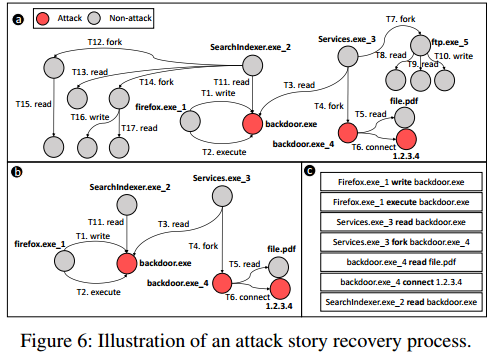 a
Attack
Non-attack
T7. fork
T12. fork
SearchIndexer.exe_2
Services.exe_3
ftp.exe_5
T8. read
T10. write
T9. read
T13. read
T14. fork
T11. read
T3. read
T1. write
firefox.exe_1
T4. fork
file.pdf
T15. read
T16. write
T17. read
backdoor.exe
T5. read
T2. execute
backdoor.exe_4
T6. connect
1.2.3.4
b
SearchIndexer.exe_2
Services.exe_3
T11. read
T3. read
firefox.exe_1
T1. write
T4. fork
file.pdf
backdoor.exe
T5. read
T2. execute
backdoor.exe_4
T6. connect
1.2.3.4
c
Firefox.exe_1 write backdoor.exe
Firefox.exe_1 execute backdoor.exe
Services.exe_3 read backdoor.exe
Services.exe_3 fork backdoor.exe_4
backdoor.exe_4 read file.pdf
backdoor.exe_4 connect 1.2.3.4
SearchIndexer.exe_2 read backdoor.exe
Figure 6: Illustration of an attack story recovery process.